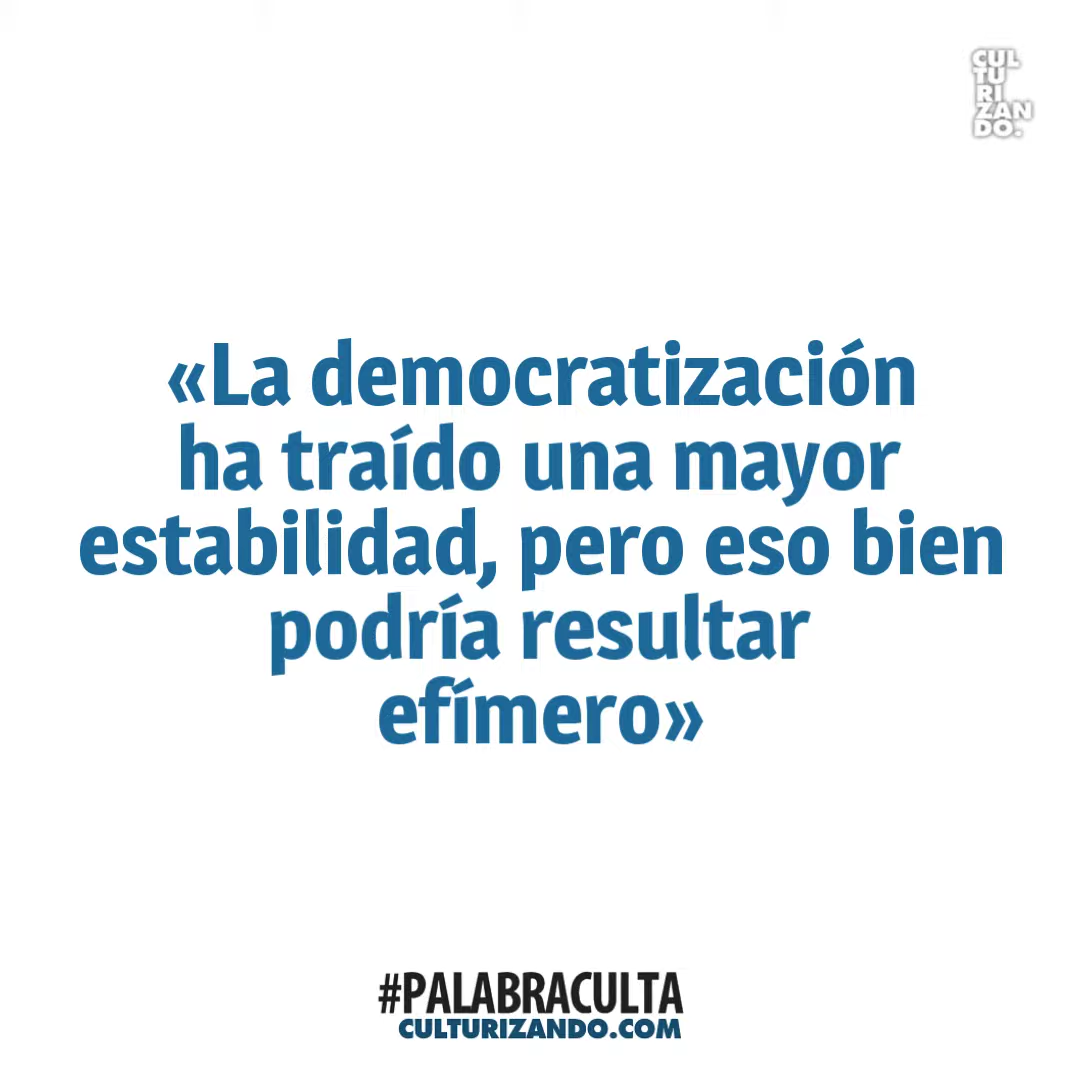 CUL
TU
RI
ZAN
DO.
«La democratización
ha traído una mayor
estabilidad, pero eso bien
podría resultar
efímero»
#PALABRACULTA
CULTURIZANDO.COM